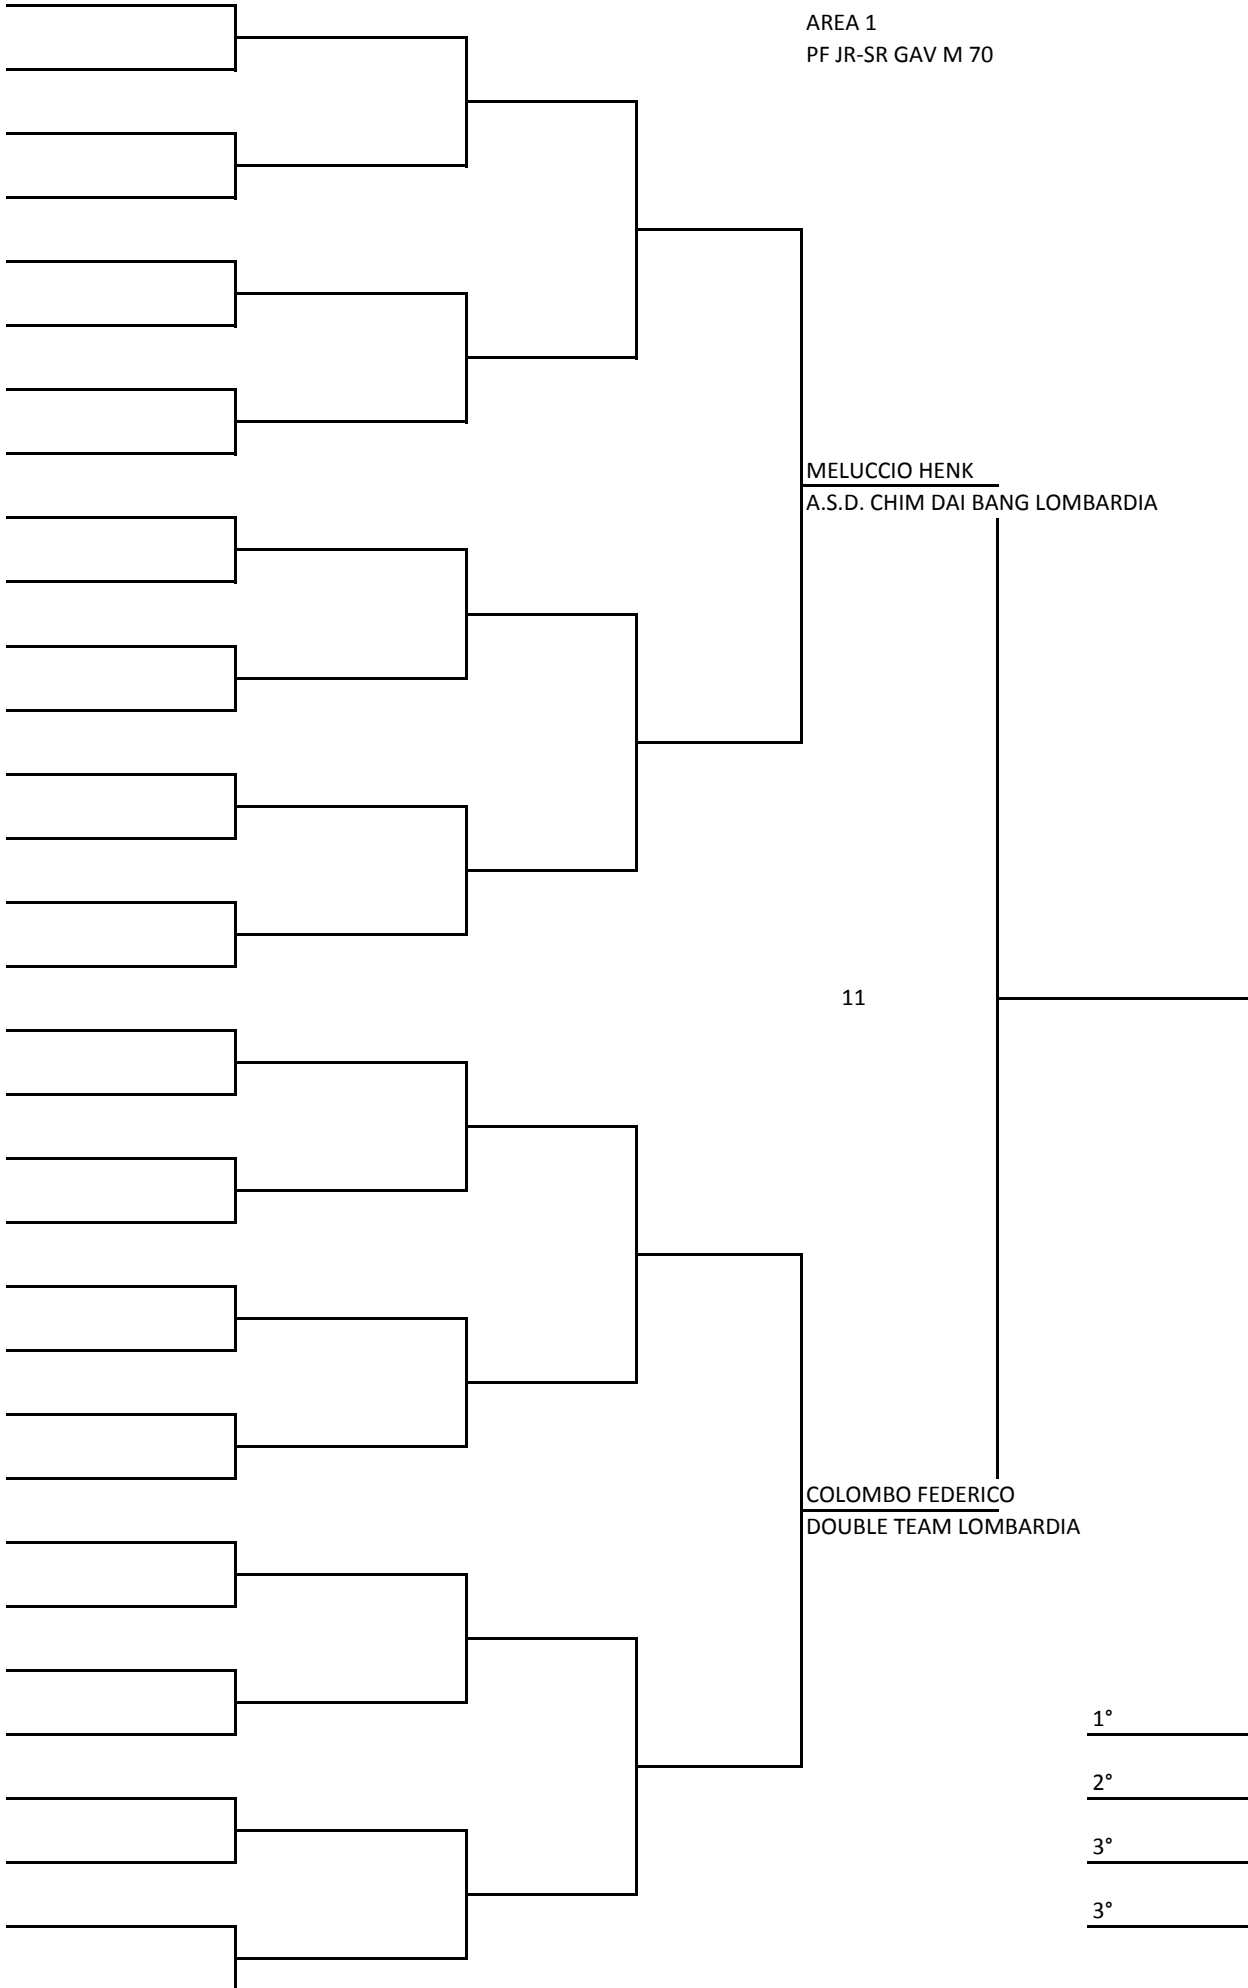 AREA 1
PF JR-SR GAV M 70
MELUCCIO HENK
A.S.D. CHIM DAI BANG LOMBARDIA
11
COLOMBO FEDERICO
DOUBLE TEAM LOMBARDIA
1°
2°
3°
3°